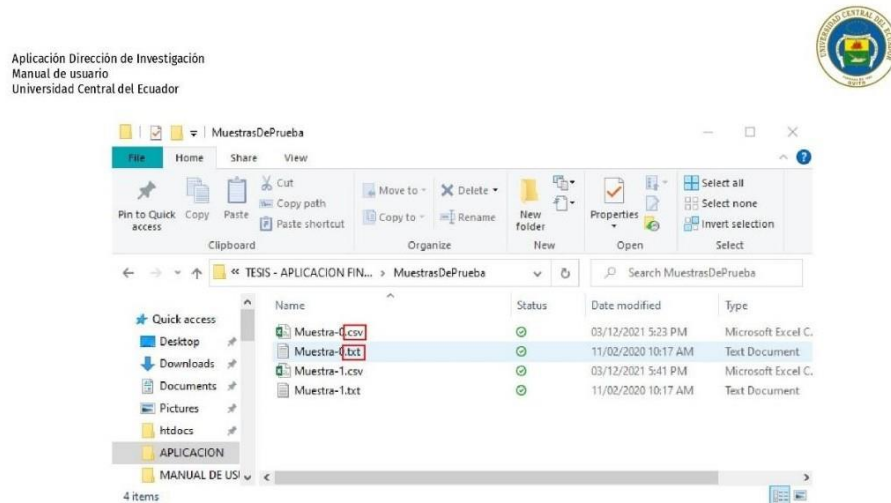 Aplicación Dirección de Investigación
Manual de usuario
Universidad Central del Ecuador
UNIVERSIDAD CENTRAL DEL ECUADOR
QUITO
MuestrasDePrueba
File Home Share View
Pin to Quick access
Copy
Paste
Cut
Copy path
Paste shortcut
Clipboard
Move to
Copy to
Delete
Rename
Organize
New folder
New
Properties
Open
Select all
Select none
Invert selection
Select
« TESIS - APLICACION FIN... > MuestrasDePrueba
Search MuestrasDePrueba
Name Status Date modified Type
Quick access
Desktop
Downloads
Documents
Pictures
htdocs
APLICACION
MANUAL DE USI
Muestra-0.csv 03/12/2021 5:23 PM Microsoft Excel C.
Muestra-0.txt 11/02/2020 10:17 AM Text Document
Muestra-1.csv 03/12/2021 5:41 PM Microsoft Excel C.
Muestra-1.txt 11/02/2020 10:17 AM Text Document
4 items